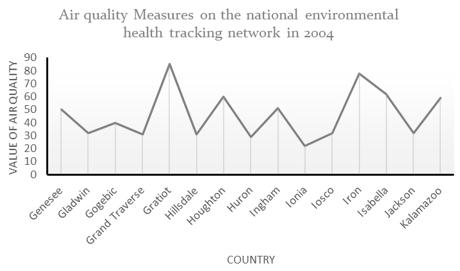 Air quality Measures on the national environmental
health tracking network in 2004
VALUE OF AIR QUALITY
90
80
70
60
50
40
30
20
10
0
Genesee
Gladwin
Gogebic
Grand Traverse
Gratiot
Hillsdale
Houghton
Huron
Ingham
Ionia
Iosco
Iron
Isabella
Jackson
Kalamazoo
COUNTRY